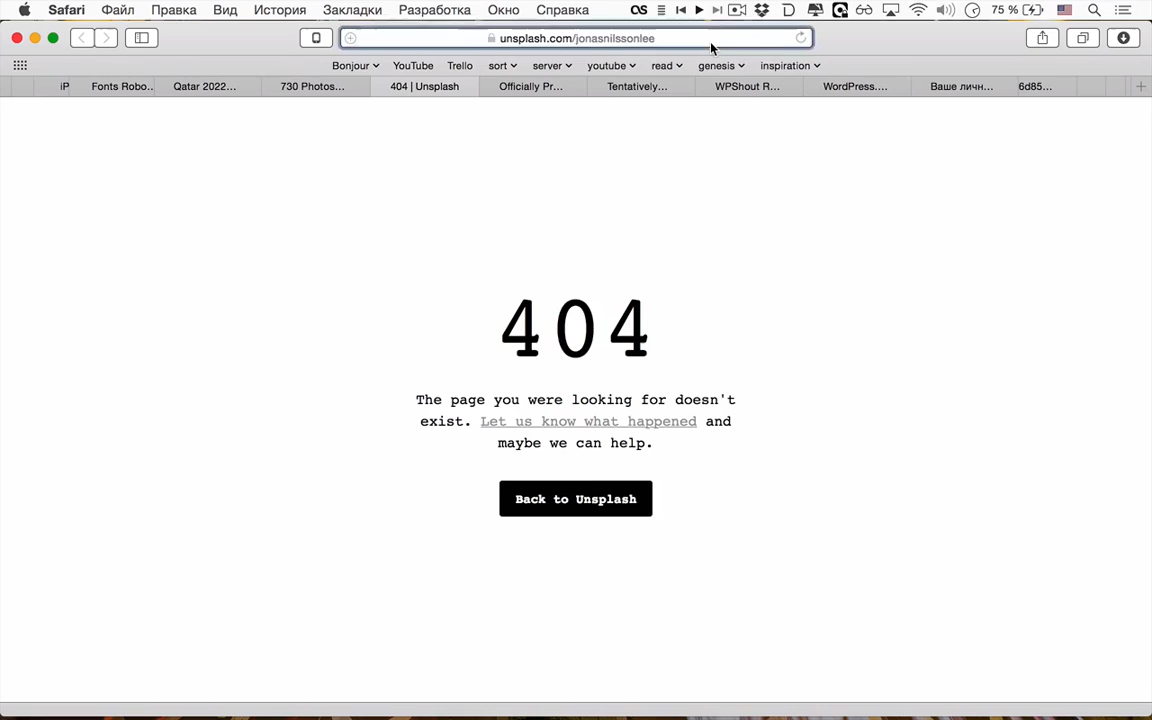 Safari Файл Правка Вид История Закладки Разработка Окно Справка 75 %
unsplash.com/jonasnilssonlee
Bonjour YouTube Trello sort server youtube read genesis inspiration
iP Fonts Robo... Qatar 2022... 730 Photos... 404 | Unsplash Officially Pr... Tentatively... WPShout R... WordPress.... Ваше личн... 6d85...
404
The page you were looking for doesn't
exist. Let us know what happened and
maybe we can help.
Back to Unsplash